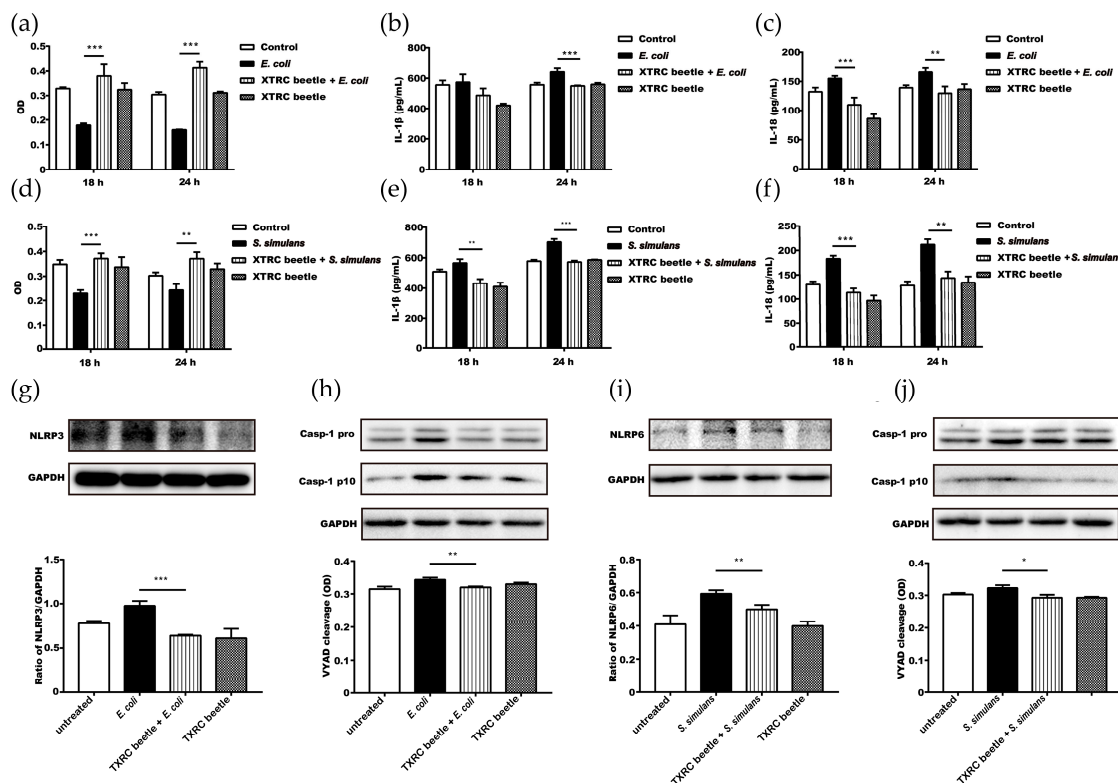 (a)
0.5
0.4
0.3
0.2
0.1
0.0
OD
***
***
18 h
24 h
Control
E. coli
XTRC beetle + E. coli
XTRC beetle
(b)
800
600
400
200
0
IL-1β (pg/mL)
***
18 h
24 h
Control
E. coli
XTRC beetle + E. coli
XTRC beetle
(c)
200
150
100
50
0
IL-18 (pg/mL)
***
**
18 h
24 h
Control
E. coli
XTRC beetle + E. coli
XTRC beetle
(d)
0.5
0.4
0.3
0.2
0.1
0.0
OD
***
**
18 h
24 h
Control
S. simulans
XTRC beetle + S. simulans
XTRC beetle
(e)
800
600
400
200
0
IL-1β (pg/mL)
**
***
18 h
24 h
Control
S. simulans
XTRC beetle + S. simulans
XTRC beetle
(f)
250
200
150
100
50
0
IL-18 (pg/mL)
***
**
18 h
24 h
Control
S. simulans
XTRC beetle + S. simulans
XTRC beetle
(g)
NLRP3
GAPDH
1.5
1.0
0.5
0.0
Ratio of NLRP3/GAPDH
***
untreated
E. coli
TXRC beetle + E. coli
TXRC beetle
(h)
Casp-1 pro
Casp-1 p10
GAPDH
0.4
0.3
0.2
0.1
0.0
VYAD cleavage (OD)
**
untreated
E. coli
TXRC beetle + E. coli
TXRC beetle
(i)
NLRP6
GAPDH
0.8
0.6
0.4
0.2
0.0
Ratio of NLRP6/GAPDH
**
untreated
S. simulans
TXRC beetle + S. simulans
TXRC beetle
(j)
Casp-1 pro
Casp-1 p10
GAPDH
0.4
0.3
0.2
0.1
0.0
VYAD cleavage (OD)
*
untreated
S. simulans
TXRC beetle + S. simulans